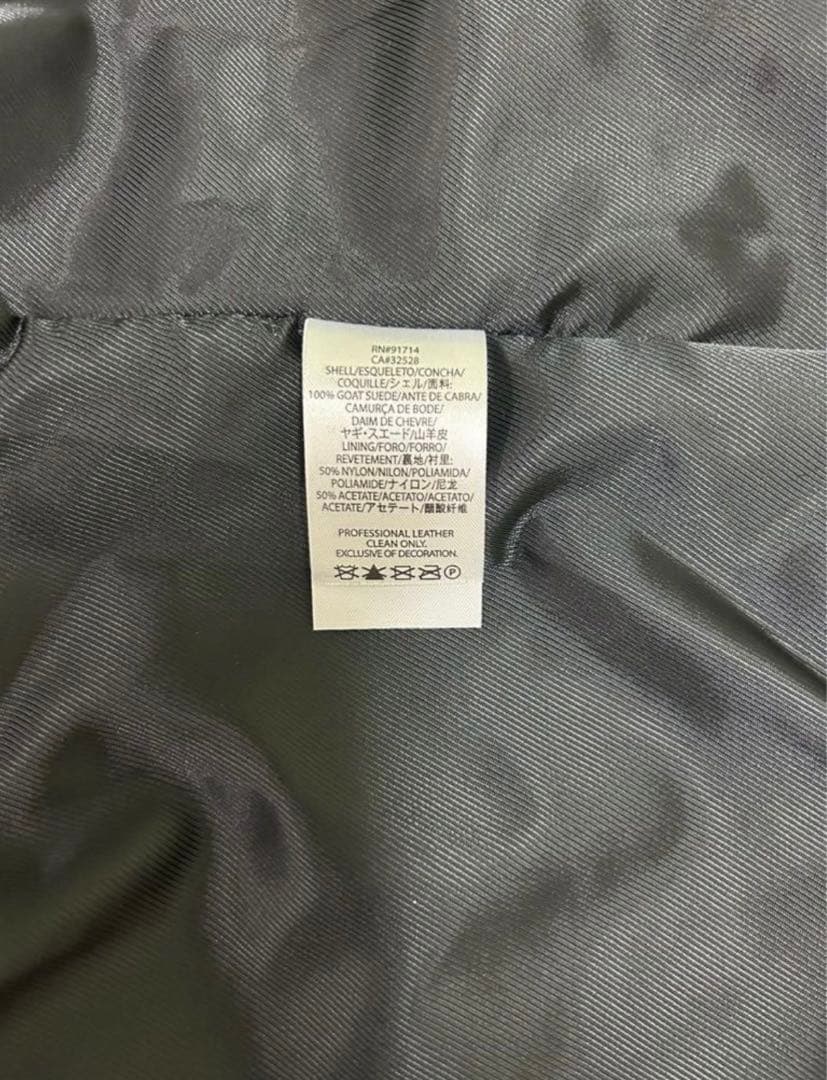 RN#91714
CA#32528
SHELL/ESQUELETO/CONCHA/
COQUILLE/シェル/面料:
100% GOAT SUEDE/ANTE DE CABRA/
CAMURÇA DE BODE/
DAIM DE CHEVRE/
ヤギ・スエード/山羊皮
LINING/FORO/FORRO/
REVETEMENT/裏地/衬里:
50% NYLON/NILON/POLIAMIDA/
POLIAMIDE/ナイロン/尼龙
50% ACETATE/ACETATO/ACETATO/
ACETATE/アセテート/醋酸纤维
PROFESSIONAL LEATHER
CLEAN ONLY.
EXCLUSIVE OF DECORATION.
P